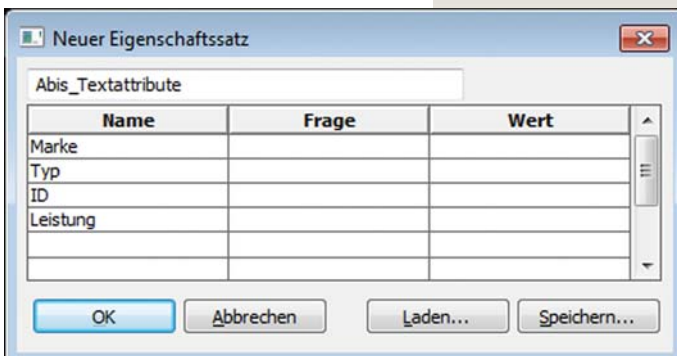 Neuer Eigenschaftssatz
Abis_Textattribute
Name Frage Wert
Marke
Typ
ID
Leistung
OK Abbrechen Laden... Speichern...